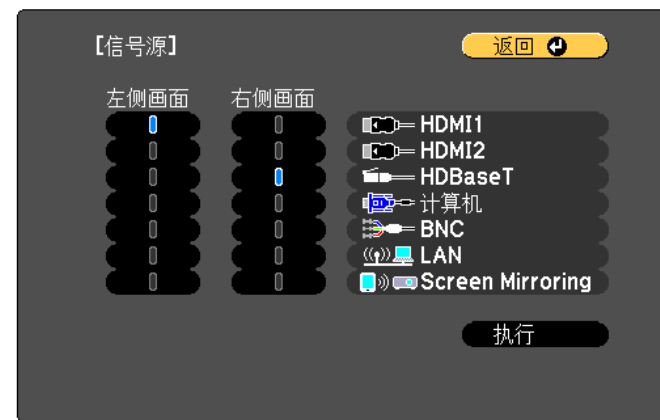 【信号源】
返回
左侧画面 右侧画面
HDMI1
HDMI2
HDBaseT
计算机
BNC
LAN
Screen Mirroring
执行